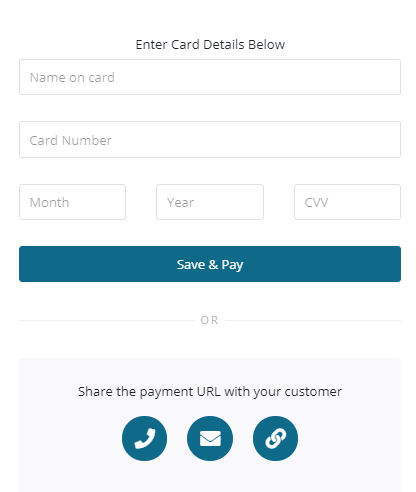 Enter Card Details Below
Name on card
Card Number
Month Year CVV
Save & Pay
OR
Share the payment URL with your customer